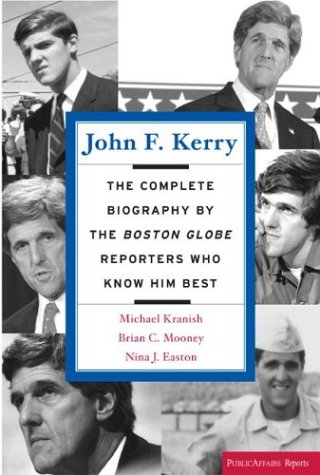 John F. Kerry
THE COMPLETE
BIOGRAPHY BY
THE BOSTON GLOBE
REPORTERS WHO
KNOW HIM BEST
Michael Kranish
Brian C. Mooney
Nina J. Easton
PUBLICAFFAIRS Reports